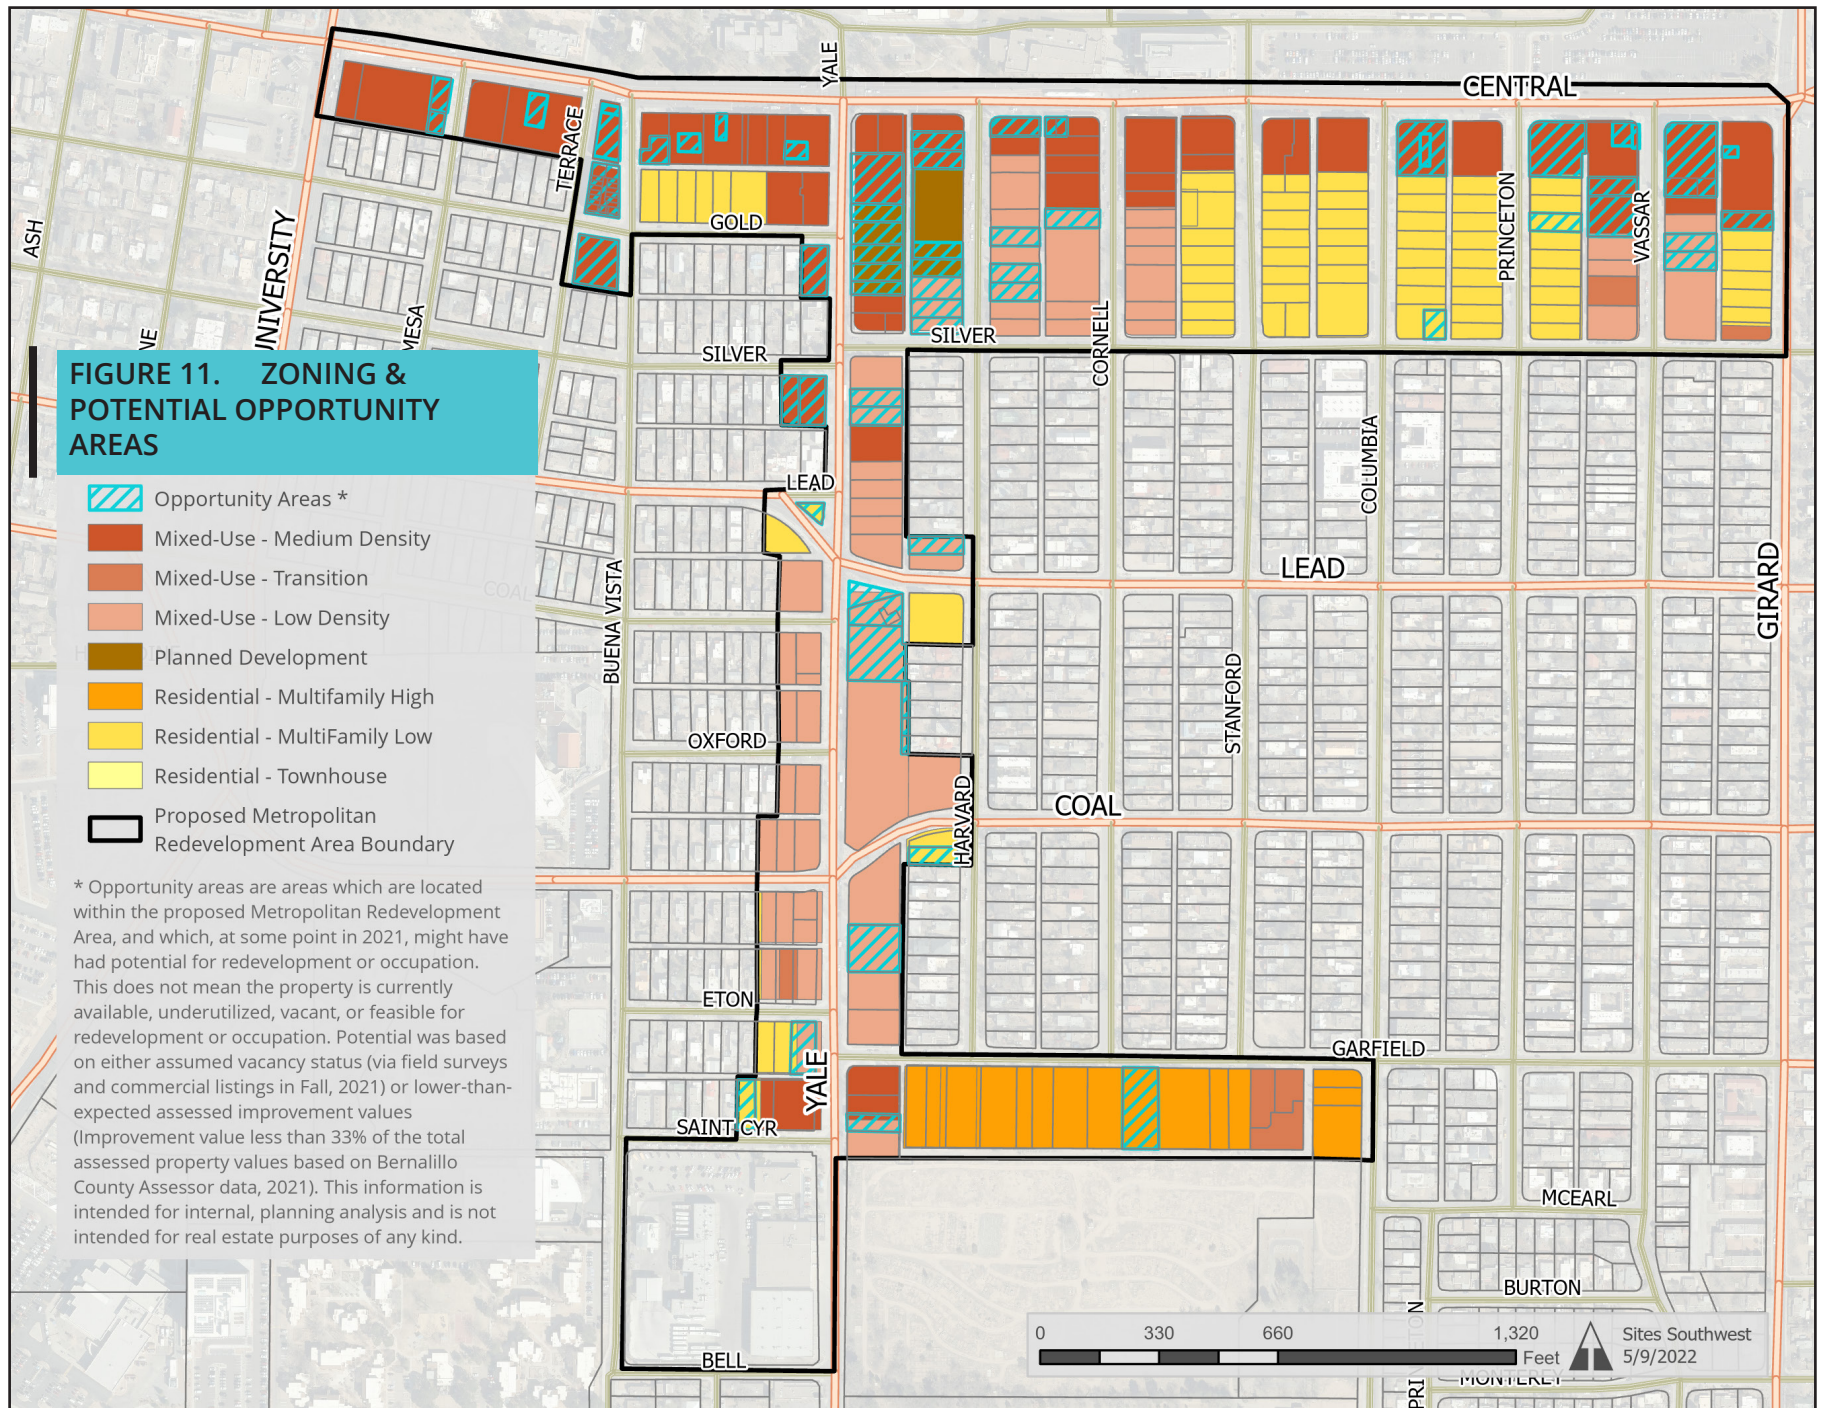 YALE
CENTRAL
TERRACE
ASH
UNIVERSITY
GOLD
PRINCETON
VASSAR
MESA
SILVER
SILVER
CORNELL
FIGURE 11. ZONING &
POTENTIAL OPPORTUNITY
AREAS
Opportunity Areas *
Mixed-Use - Medium Density
Mixed-Use - Transition
Mixed-Use - Low Density
Planned Development
Residential - Multifamily High
Residential - MultiFamily Low
Residential - Townhouse
Proposed Metropolitan
Redevelopment Area Boundary
* Opportunity areas are areas which are located
within the proposed Metropolitan Redevelopment
Area, and which, at some point in 2021, might have
had potential for redevelopment or occupation.
This does not mean the property is currently
available, underutilized, vacant, or feasible for
redevelopment or occupation. Potential was based
on either assumed vacancy status (via field surveys
and commercial listings in Fall, 2021) or lower-than-
expected assessed improvement values
(Improvement value less than 33% of the total
assessed property values based on Bernalillo
County Assessor data, 2021). This information is
intended for internal, planning analysis and is not
intended for real estate purposes of any kind.
LEAD
COLUMBIA
LEAD
GIRARD
COAL
BUENA VISTA
STANFORD
OXFORD
HARVARD
COAL
ETON
YALE
GARFIELD
SAINT CYR
MCEARL
BURTON
BELL
MONTEREY
0 330 660 1,320
Feet
Sites Southwest
5/9/2022